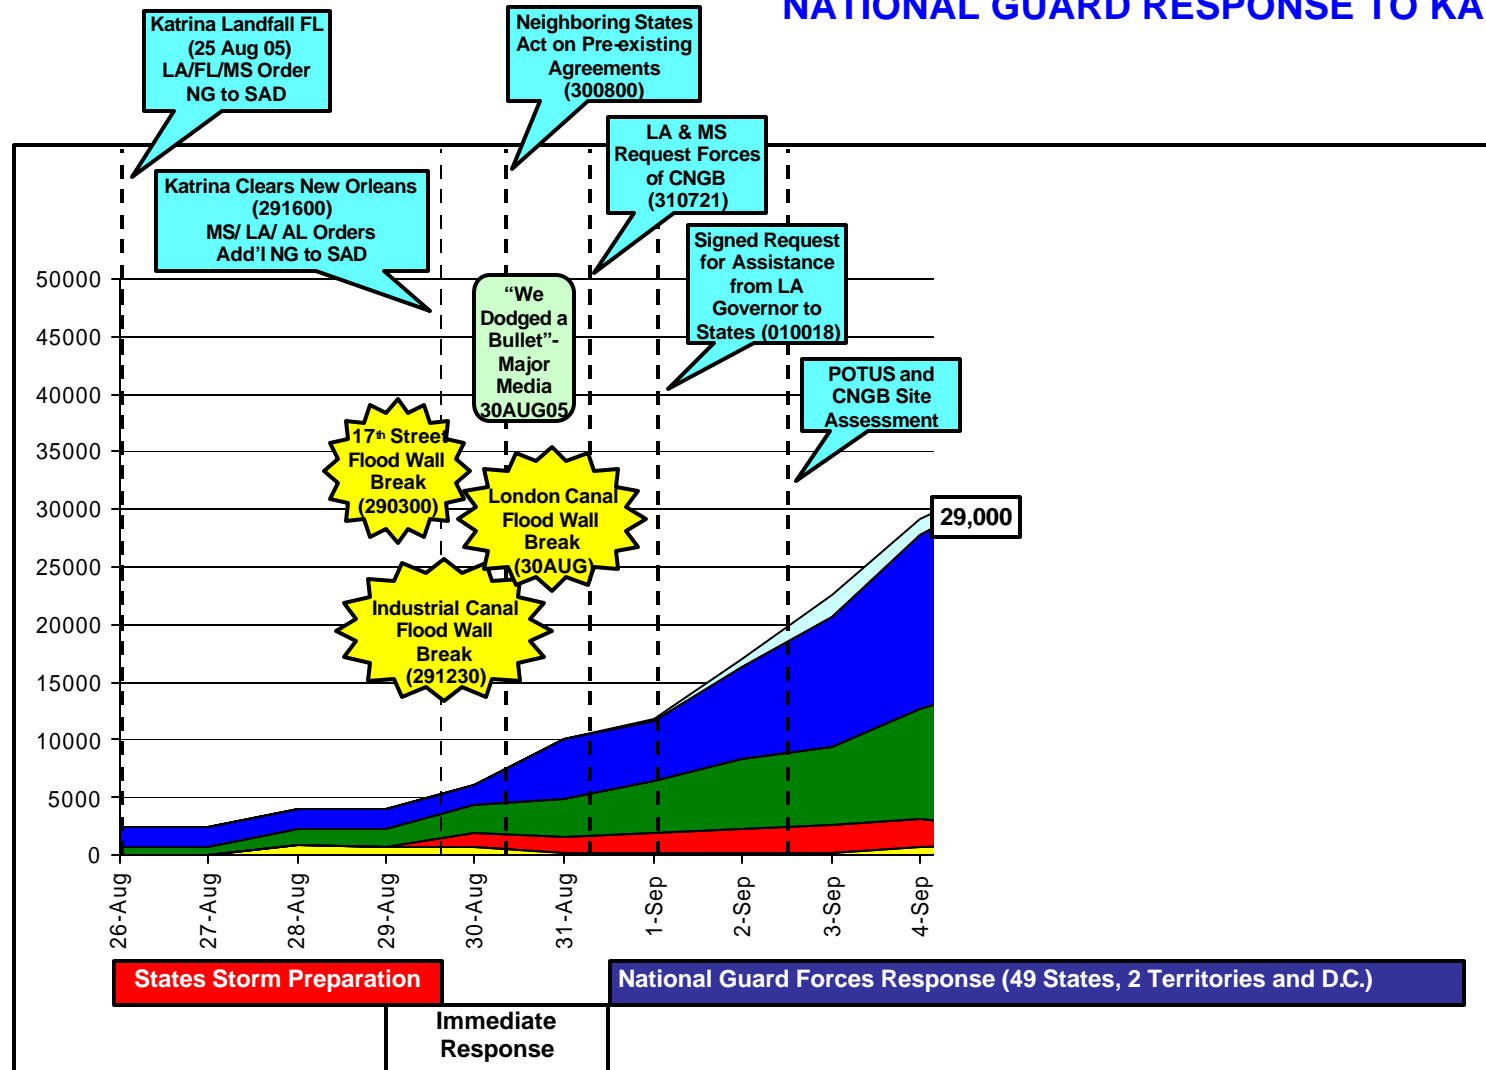 NATIONAL GUARD RESPONSE TO KA
Katrina Landfall FL
(25 Aug 05)
LA/FL/MS Order
NG to SAD
Neighboring States
Act on Pre-existing
Agreements
(300800)
LA & MS
Request Forces
of CNGB
(310721)
Katrina Clears New Orleans
(291600)
MS/ LA/ AL Orders
Add'l NG to SAD
Signed Request
for Assistance
from LA
Governor to
States (010018)
"We
Dodged a
Bullet"-
Major
Media
30AUG05
POTUS and
CNGB Site
Assessment
17th Street
Flood Wall
Break
(290300)
London Canal
Flood Wall
Break
(30AUG)
Industrial Canal
Flood Wall
Break
(291230)
29,000
50000
45000
40000
35000
30000
25000
20000
15000
10000
5000
0
26-Aug
27-Aug
28-Aug
29-Aug
30-Aug
31-Aug
1-Sep
2-Sep
3-Sep
4-Sep
States Storm Preparation
National Guard Forces Response (49 States, 2 Territories and D.C.)
Immediate
Response